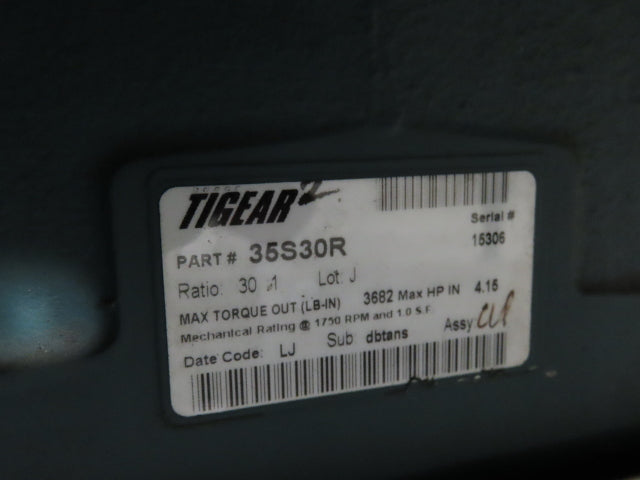 TIGEAR 2
Serial #
15306
PART # 35S30R
Ratio: 30 :1 Lot: J
MAX TORQUE OUT (LB-IN) 3682 Max HP IN 4.15
Mechanical Rating @ 1750 RPM and 1.0 S.F.
Date Code: LJ Sub dbtans Assy